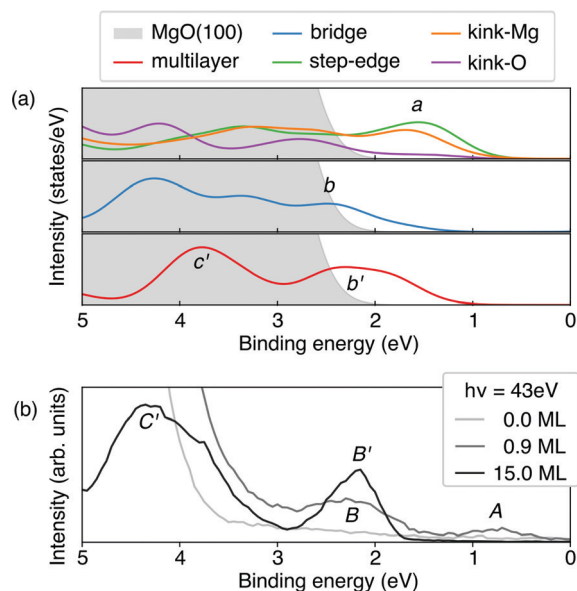 MgO(100) bridge kink-Mg
multilayer step-edge kink-O
(a)
a
b
c' b'
Intensity (states/eV)
5 4 3 2 1 0
Binding energy (eV)
(b)
hv = 43eV
0.0 ML
0.9 ML
15.0 ML
C' B' B A
Intensity (arb. units)
5 4 3 2 1 0
Binding energy (eV)